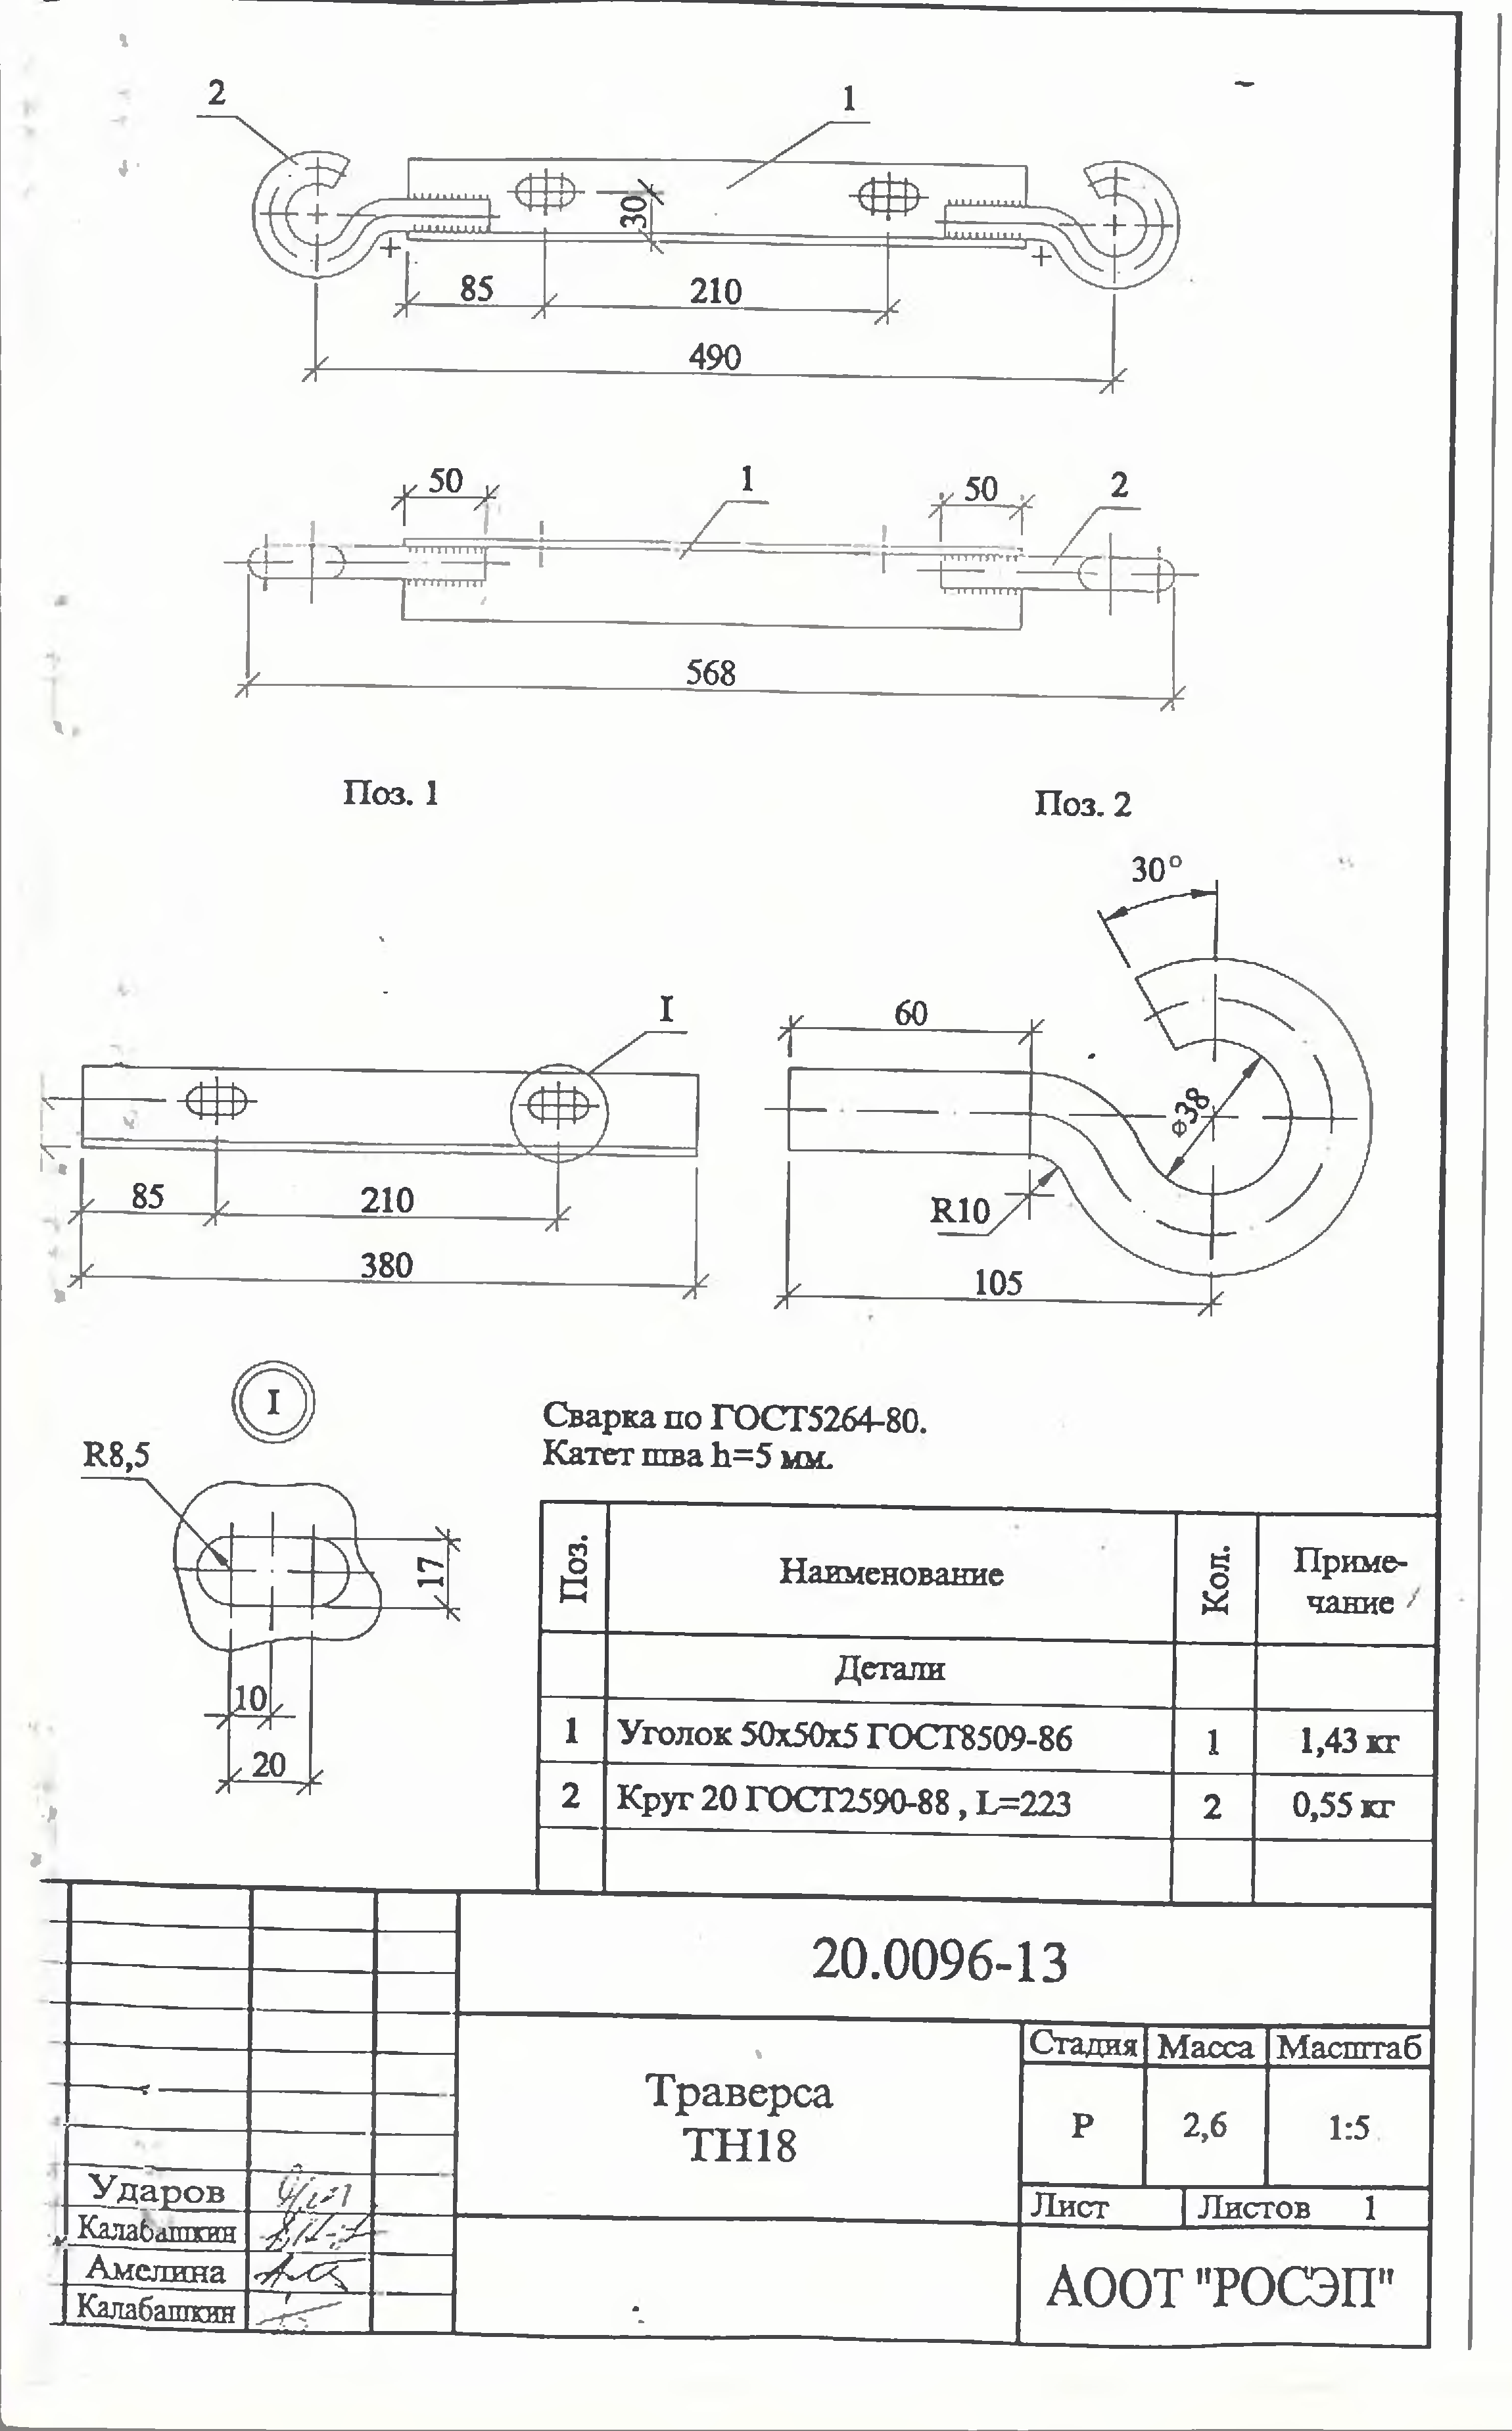 2
1
30
85
210
490
50
1
50
2
568
Поз. 1
Поз. 2
30°
I
60
⌀38
85
210
R10
380
105
I
R8,5
17
10
20
Сварка по ГОСТ5264-80.
Катет шва h=5 мм.
Поз.
Наименование
Кол.
Приме-
чание
Детали
1 Уголок 50х50х5 ГОСТ8509-86 1 1,43 кг
2 Круг 20 ГОСТ2590-88 , L=223 2 0,55 кг
20.0096-13
Траверса
ТН18
Стадия Масса Масштаб
Р 2,6 1:5
Лист Листов 1
Ударов
Калабашкин
Амелина
Калабашкин
АООТ "РОСЭП"